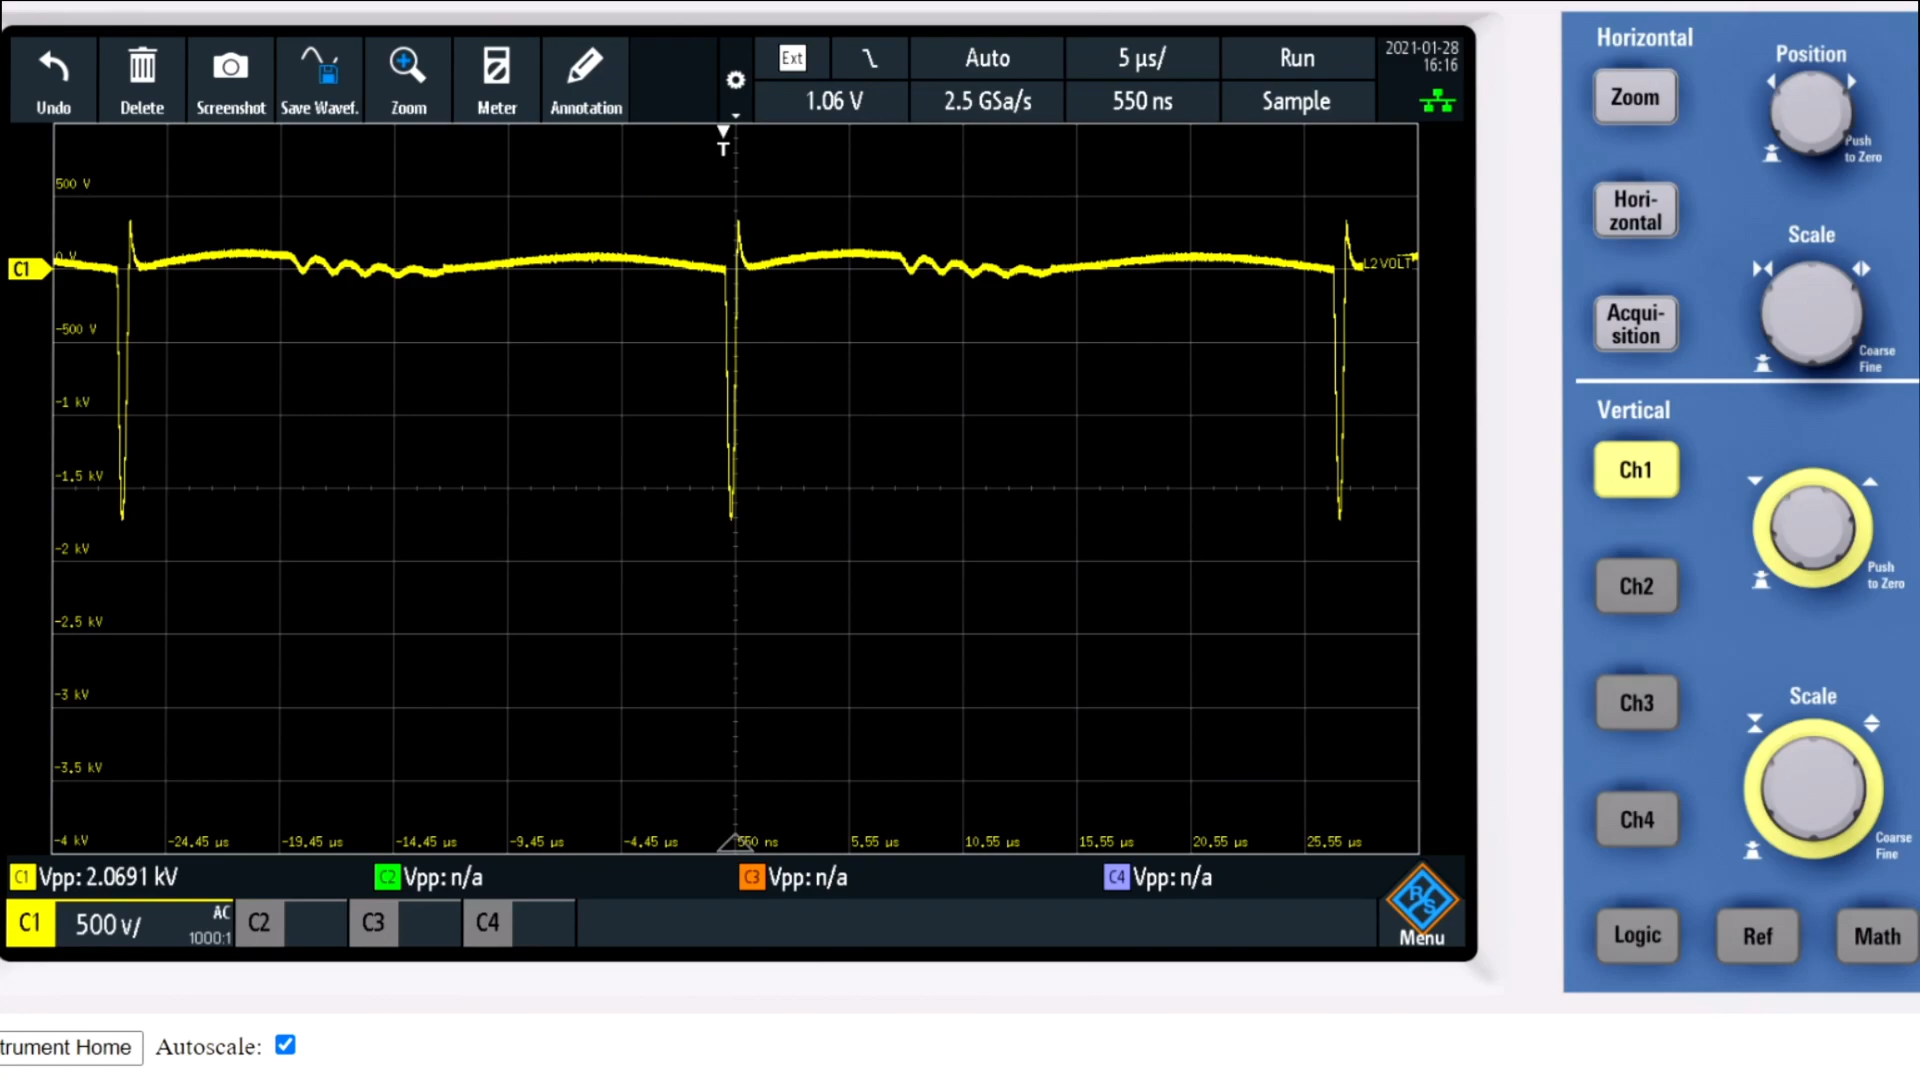 Undo
Delete
Screenshot
Save Wavef.
Zoom
Meter
Annotation
Ext
Auto
5 µs/
Run
1.06 V
2.5 GSa/s
550 ns
Sample
2021-01-28
16:16
T
500 V
0 V
-500 V
-1 kV
-1.5 kV
-2 kV
-2.5 kV
-3 kV
-3.5 kV
-4 kV
C1
L2VOLT
-24.45 µs
-19.45 µs
-14.45 µs
-9.45 µs
-4.45 µs
550 ns
5.55 µs
10.55 µs
15.55 µs
20.55 µs
25.55 µs
C1 Vpp: 2.0691 kV
C2 Vpp: n/a
C3 Vpp: n/a
C4 Vpp: n/a
C1
500 V/
AC
1000:1
C2
C3
C4
R S
Menu
Horizontal
Position
Zoom
Push
to Zero
Hori-
zontal
Scale
Acqui-
sition
Coarse
Fine
Vertical
Ch1
Push
to Zero
Ch2
Ch3
Scale
Ch4
Coarse
Fine
Logic
Ref
Math
trument Home
Autoscale: